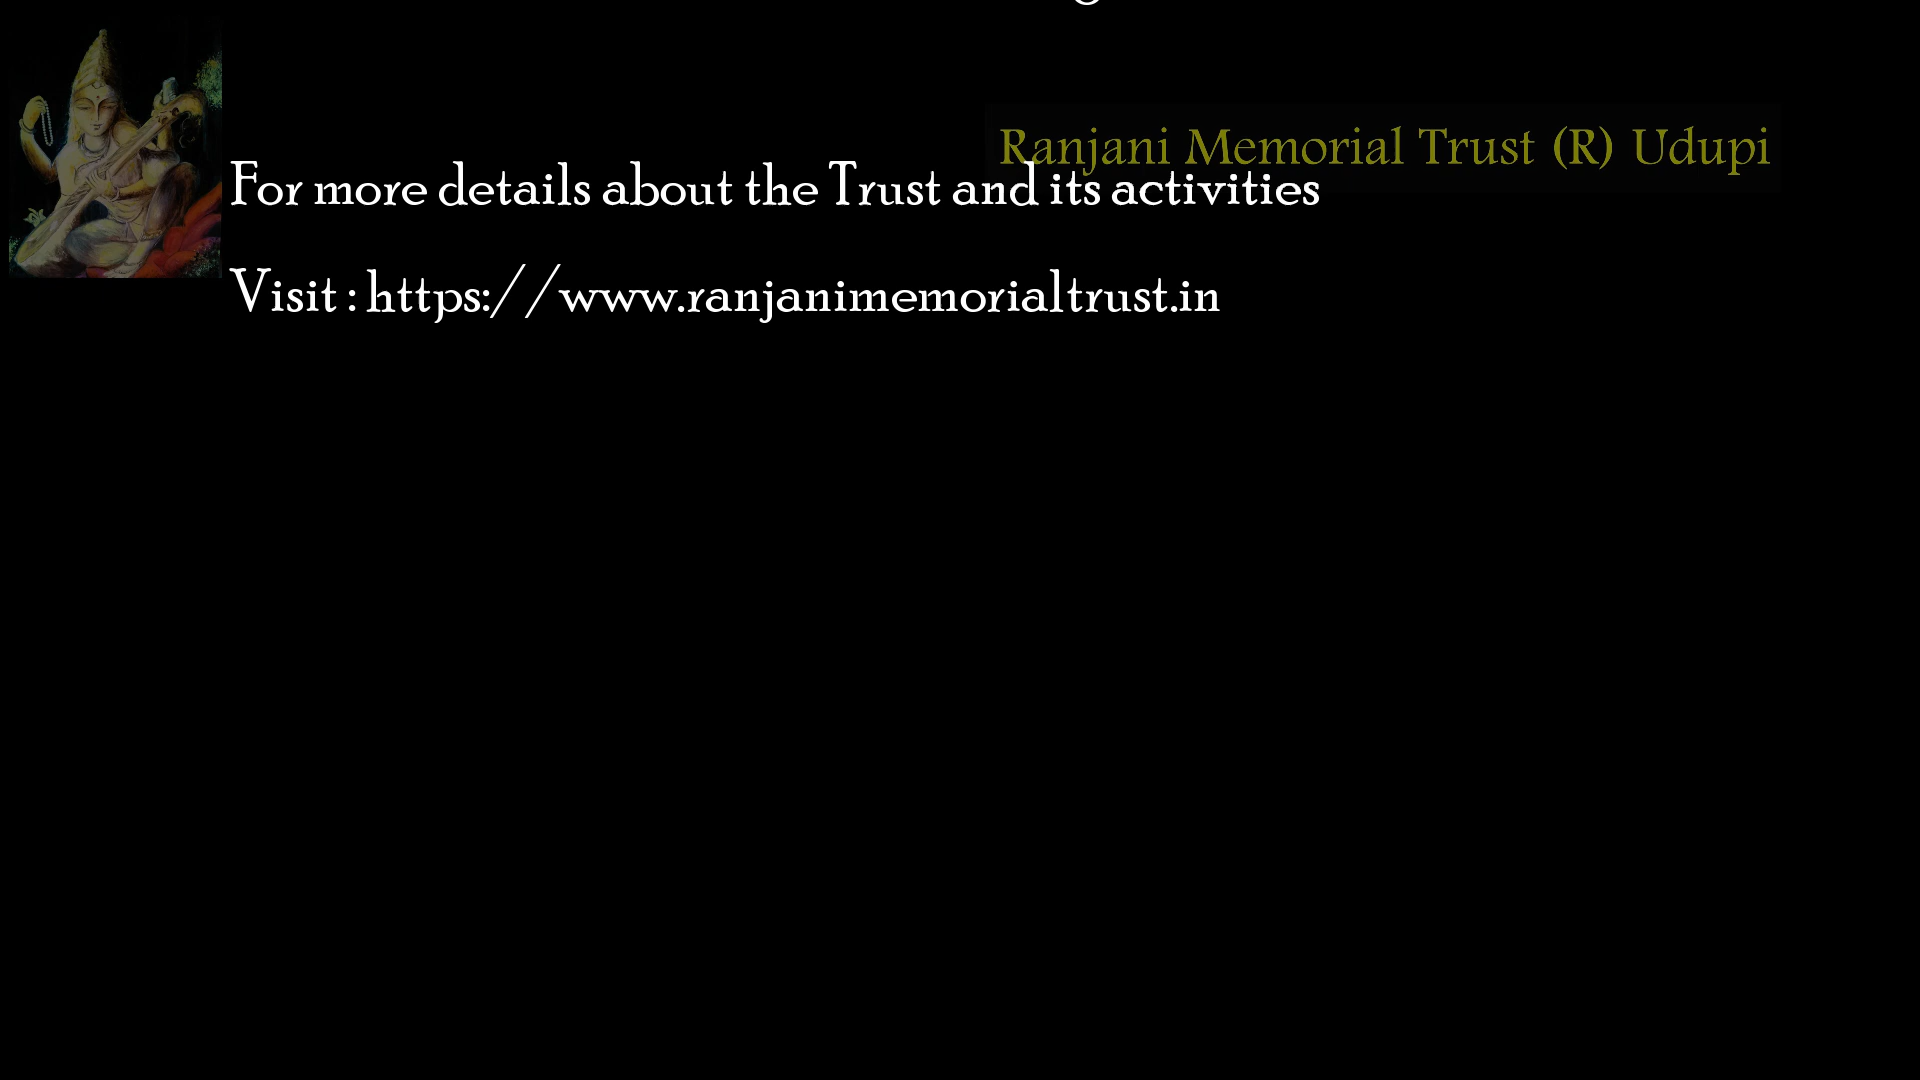 Ranjani Memorial Trust (R) Udupi
For more details about the Trust and its activities
Visit : https://www.ranjanimemorialtrust.in